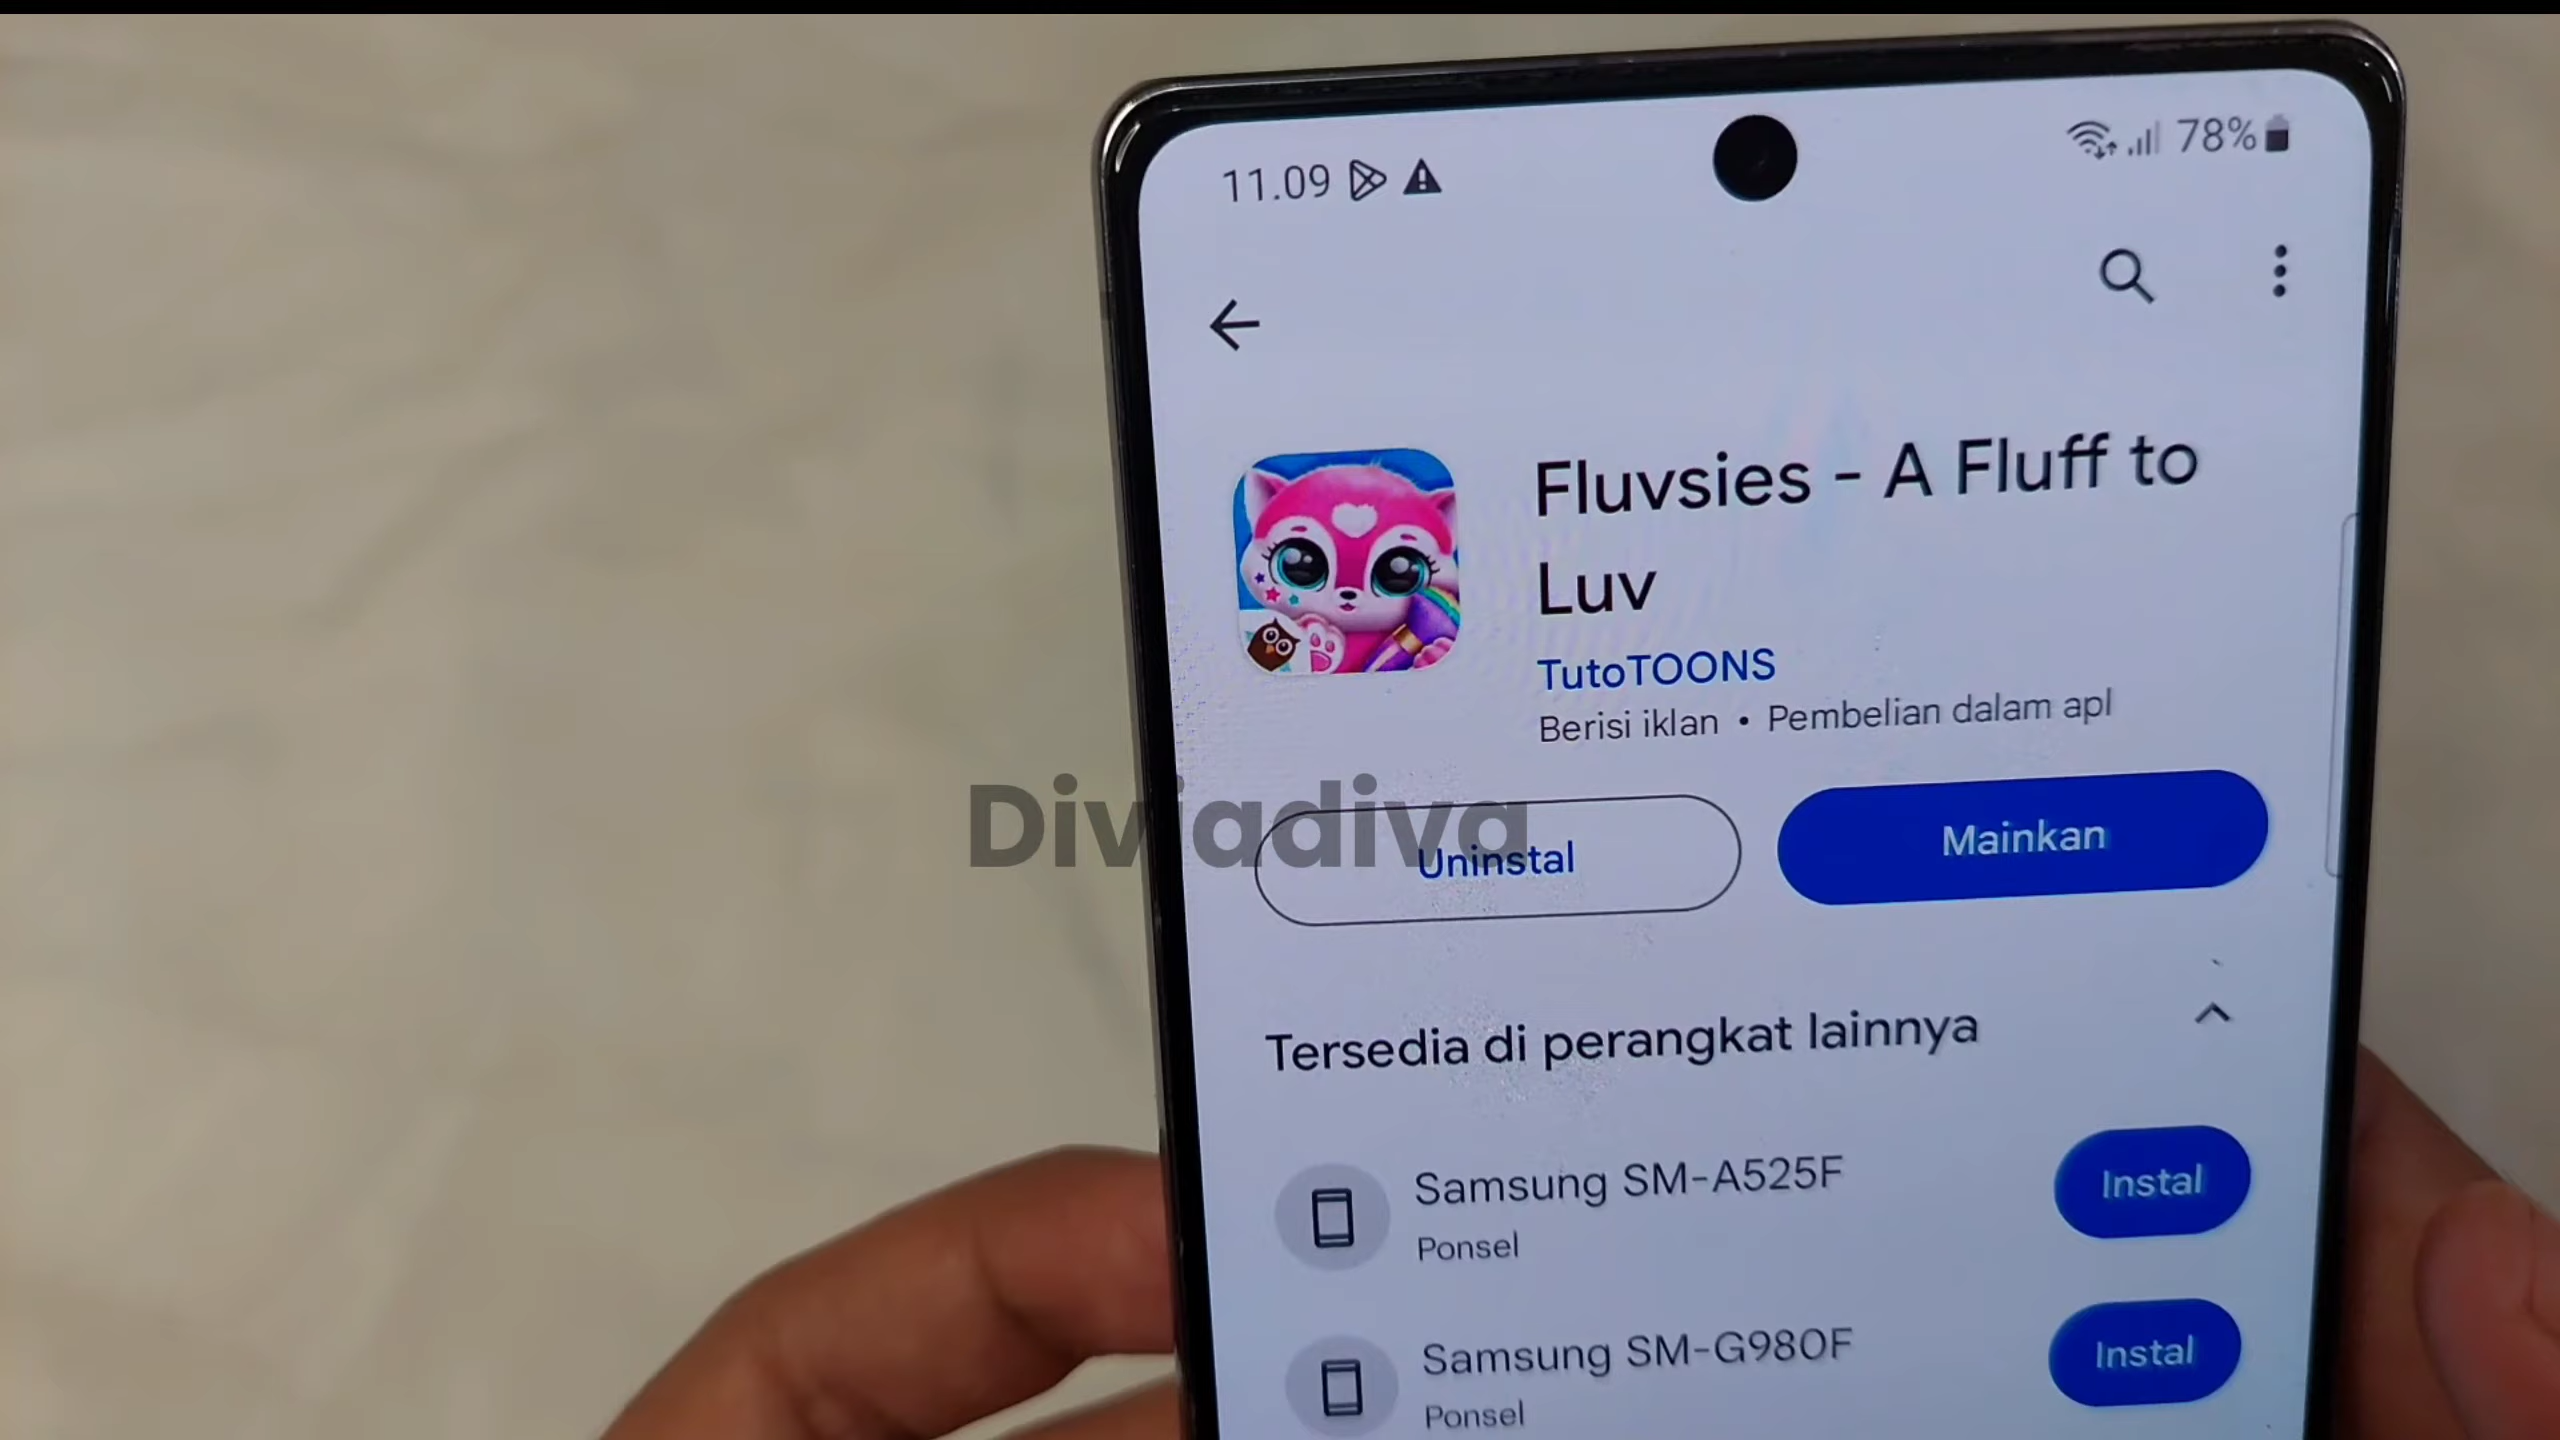 11.09
78%
Fluvsies - A Fluff to
Luv
TutoTOONS
Berisi iklan • Pembelian dalam apl
Diviadiva
Uninstal
Mainkan
Tersedia di perangkat lainnya
Samsung SM-A525F
Ponsel
Instal
Samsung SM-G980F
Ponsel
Instal